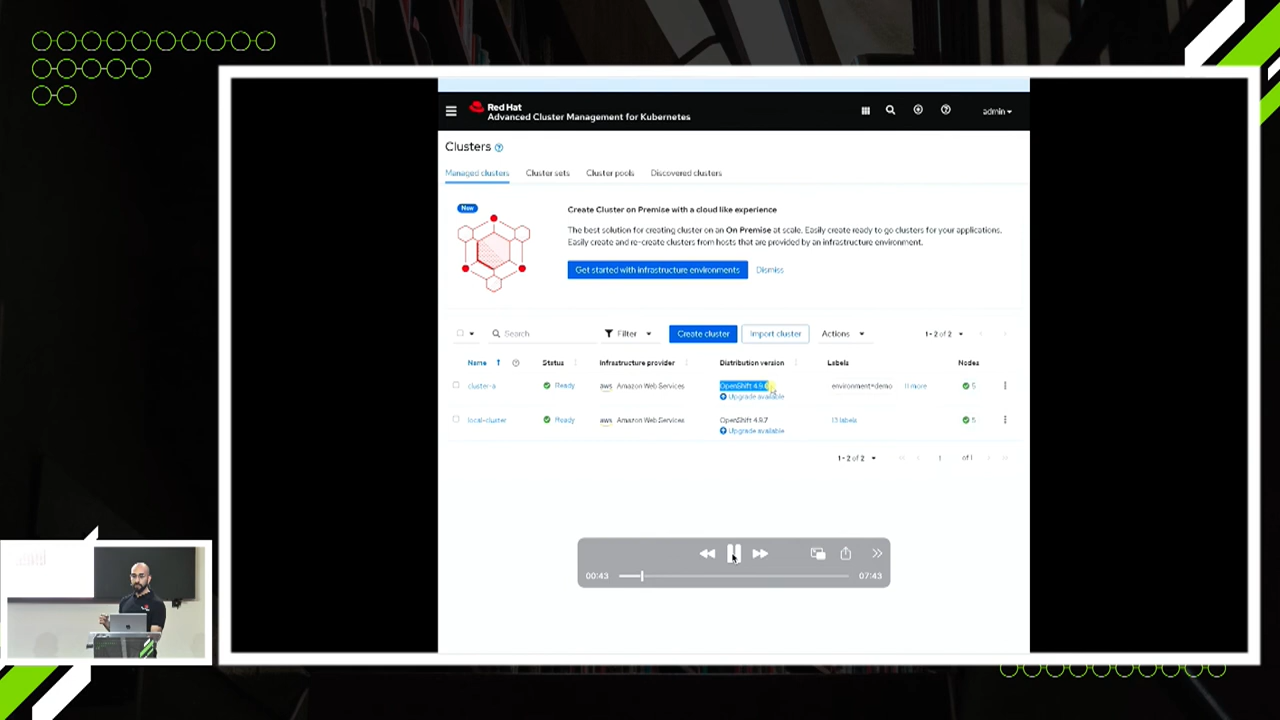 Red Hat
Advanced Cluster Management for Kubernetes
admin
Clusters
Managed clusters Cluster sets Cluster pools Discovered clusters
New
Create Cluster on Premise with a cloud like experience
The best solution for creating cluster on an On Premise at scale. Easily create ready to go clusters for your applications.
Easily create and re-create clusters from hosts that are provided by an infrastructure environment.
Get started with infrastructure environments Dismiss
Search Filter Create cluster Import cluster Actions 1 - 2 of 2
Name Status Infrastructure provider Distribution version Labels Nodes
cluster-a Ready aws Amazon Web Services OpenShift environment=demo 11 more 5
Upgrade available
local-cluster Ready aws Amazon Web Services OpenShift 4.9.7 13 labels 5
Upgrade available
1 - 2 of 2 1 of 1
00:43 07:43